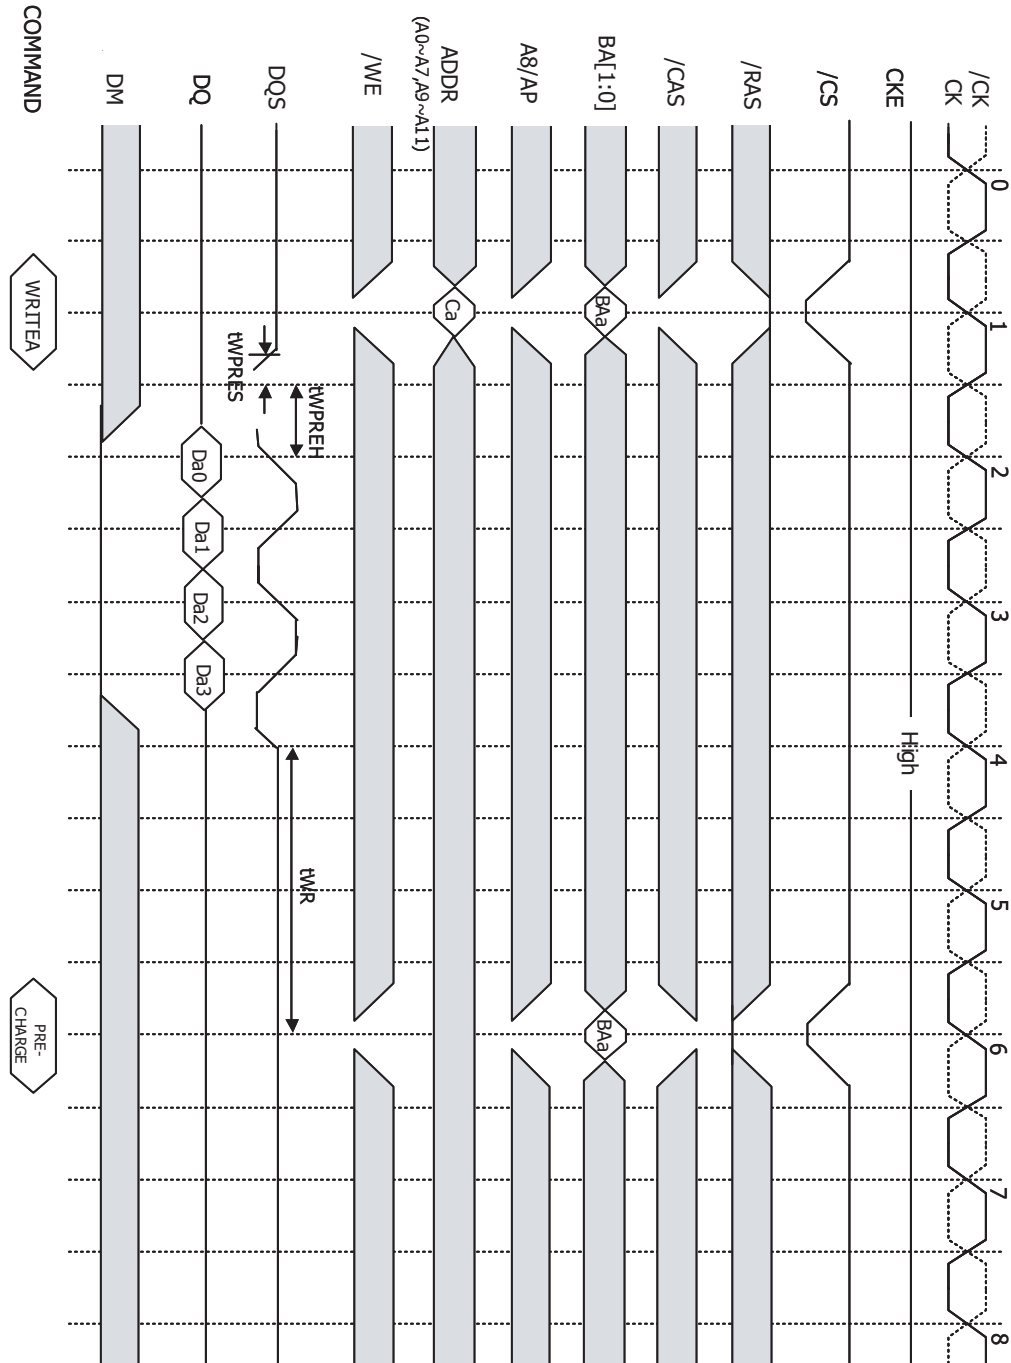 0 1 2 3 4 5 6 7 8
/CK
CK
CKE
High
/CS
/RAS
/CAS
BA[1:0]
BAa
BAa
A8/AP
ADDR
(A0~A7,A9~A11)
Ca
/WE
tWPREH
tWR
DQS
tWPRES
DQ
Da0 Da1 Da2 Da3
DM
COMMAND
WRITEA
PRE-
CHARGE